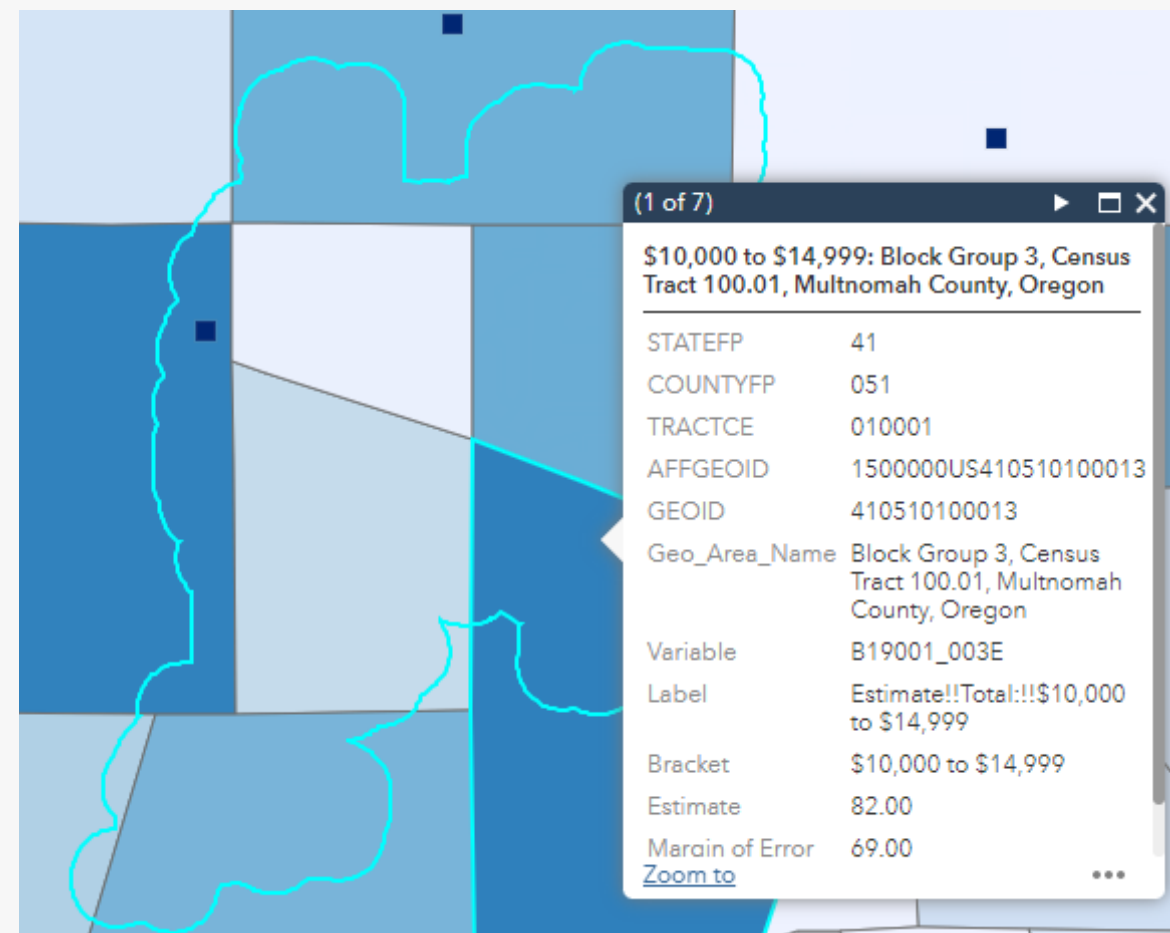 (1 of 7)
$10,000 to $14,999: Block Group 3, Census
Tract 100.01, Multnomah County, Oregon
STATEFP 41
COUNTYFP 051
TRACTCE 010001
AFFGEOID 1500000US410510100013
GEOID 410510100013
Geo_Area_Name Block Group 3, Census
Tract 100.01, Multnomah
County, Oregon
Variable B19001_003E
Label Estimate!!Total:!!$10,000
to $14,999
Bracket $10,000 to $14,999
Estimate 82.00
Margin of Error 69.00
Zoom to